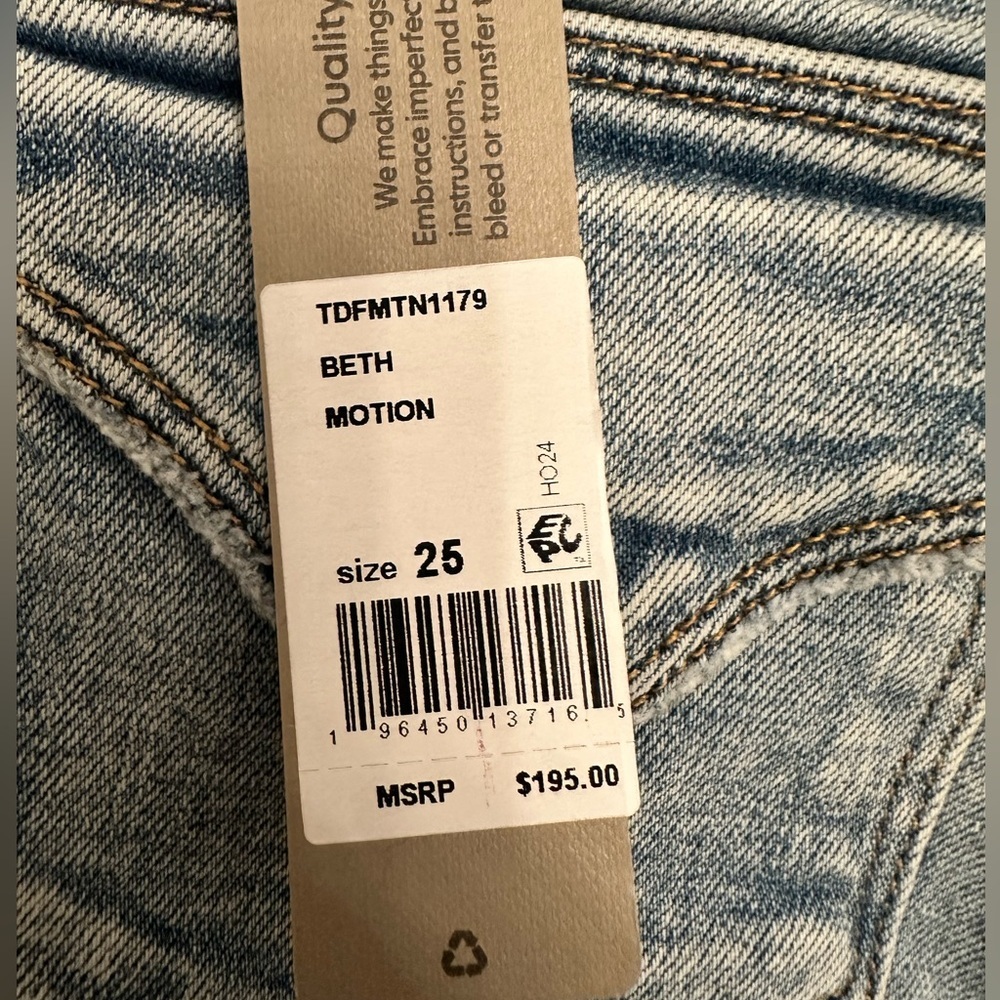 Quality
We make things
Embrace imperfec
instructions, and b
bleed or transfer t
TDFMTN1179
BETH
MOTION
HO24
EPC
size 25
1 96450 13716 5
MSRP $195.00